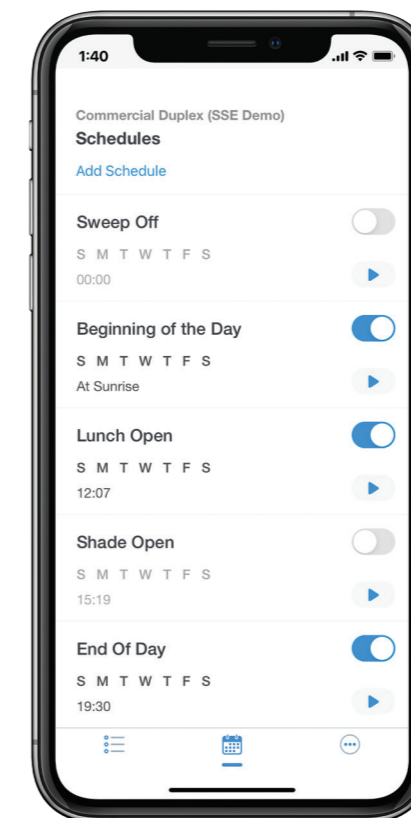 1:40
Commercial Duplex (SSE Demo)
Schedules
Add Schedule
Sweep Off
S M T W T F S
00:00
Beginning of the Day
S M T W T F S
At Sunrise
Lunch Open
S M T W T F S
12:07
Shade Open
S M T W T F S
15:19
End Of Day
S M T W T F S
19:30